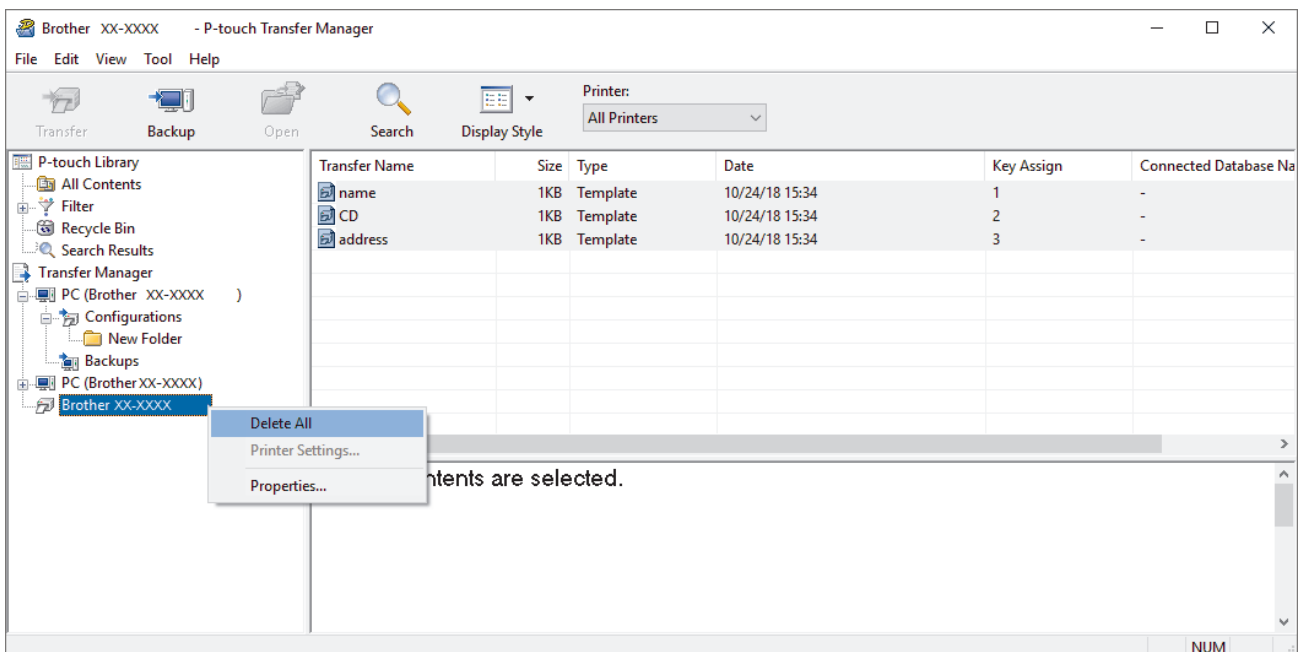 Brother XX-XXXX - P-touch Transfer Manager
File Edit View Tool Help
Transfer Backup Open Search Display Style
Printer:
All Printers
P-touch Library
All Contents
Filter
Recycle Bin
Search Results
Transfer Manager
PC (Brother XX-XXXX )
Configurations
New Folder
Backups
PC (Brother XX-XXXX)
Brother XX-XXXX
Delete All
Printer Settings...
Properties...
Transfer Name Size Type Date Key Assign Connected Database Na
name 1KB Template 10/24/18 15:34 1 -
CD 1KB Template 10/24/18 15:34 2 -
address 1KB Template 10/24/18 15:34 3 -
are selected.
NUM